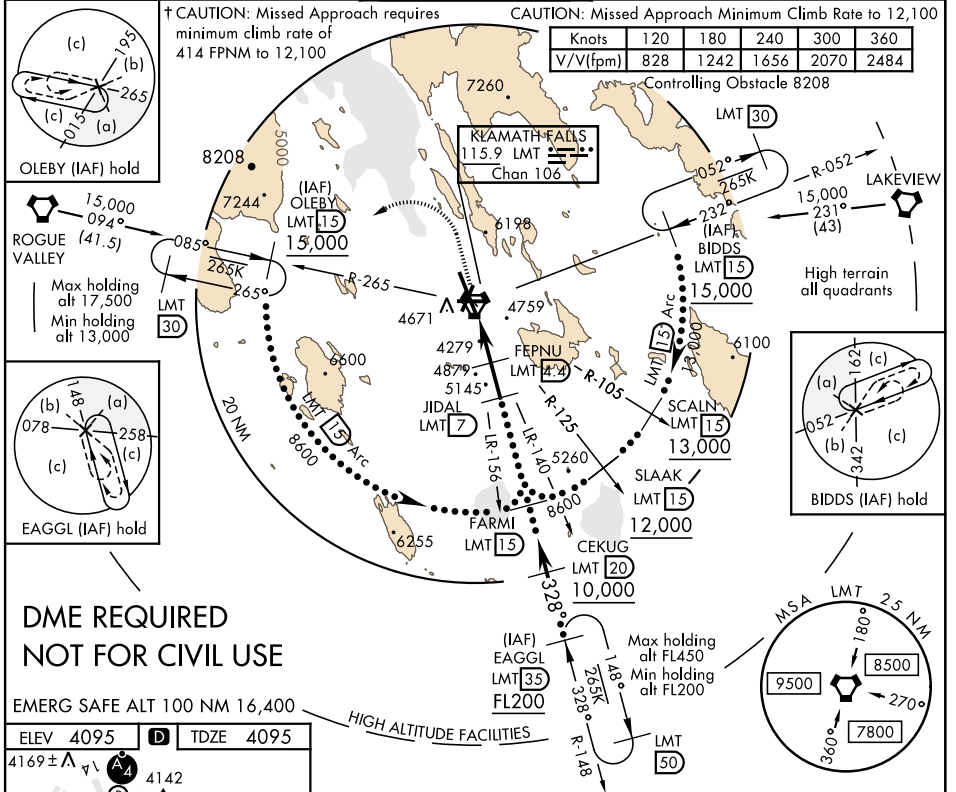 † CAUTION: Missed Approach requires
minimum climb rate of
414 FPNM to 12,100
CAUTION: Missed Approach Minimum Climb Rate to 12,100
Knots 120 180 240 300 360
V/V(fpm) 828 1242 1656 2070 2484
Controlling Obstacle 8208
(c)
195
(b)
265
(c)
(a)
015
OLEBY (IAF) hold
7260
KLAMATH FALLS
115.9 LMT
Chan 106
LMT 30
5000
8208
7244
(IAF)
OLEBY
LMT 15
15,000
15,000
094°
(41.5)
ROGUE
VALLEY
085°
265K
265°
LMT
30
Max holding
alt 17,500
Min holding
alt 13,000
R-265
6198
052°
265K
232°
R-052
15,000
231°
(43)
LAKEVIEW
(IAF)
BIDDS
LMT 15
15,000
High terrain
all quadrants
4671
4759
4279
4879
5145
FEPNU
LMT 4.4
R-105
R-125
LMT 15 Arc
13,000
6100
6600
LMT 15 Arc
8600
20 NM
JIDAL
LMT 7
LR-156
LR-140
SCALN
LMT 15
13,000
5260
SLAAK
LMT 15
12,000
8600
FARMI
LMT 15
6255
CEKUG
LMT 20
10,000
328°
148
(b)
(a)
078
258
(c)
(c)
EAGGL (IAF) hold
162
(c)
(a)
052
(b)
(c)
342
BIDDS (IAF) hold
DME REQUIRED
NOT FOR CIVIL USE
(IAF)
EAGGL
LMT 35
FL200
148°
265K
328°
R-148
Max holding
alt FL450
Min holding
alt FL200
LMT
50
MSA LMT 25 NM
180°
8500
9500
270°
7800
360°
EMERG SAFE ALT 100 NM 16,400
HIGH ALTITUDE FACILITIES
ELEV 4095 D TDZE 4095
4169±
14
A4
4142